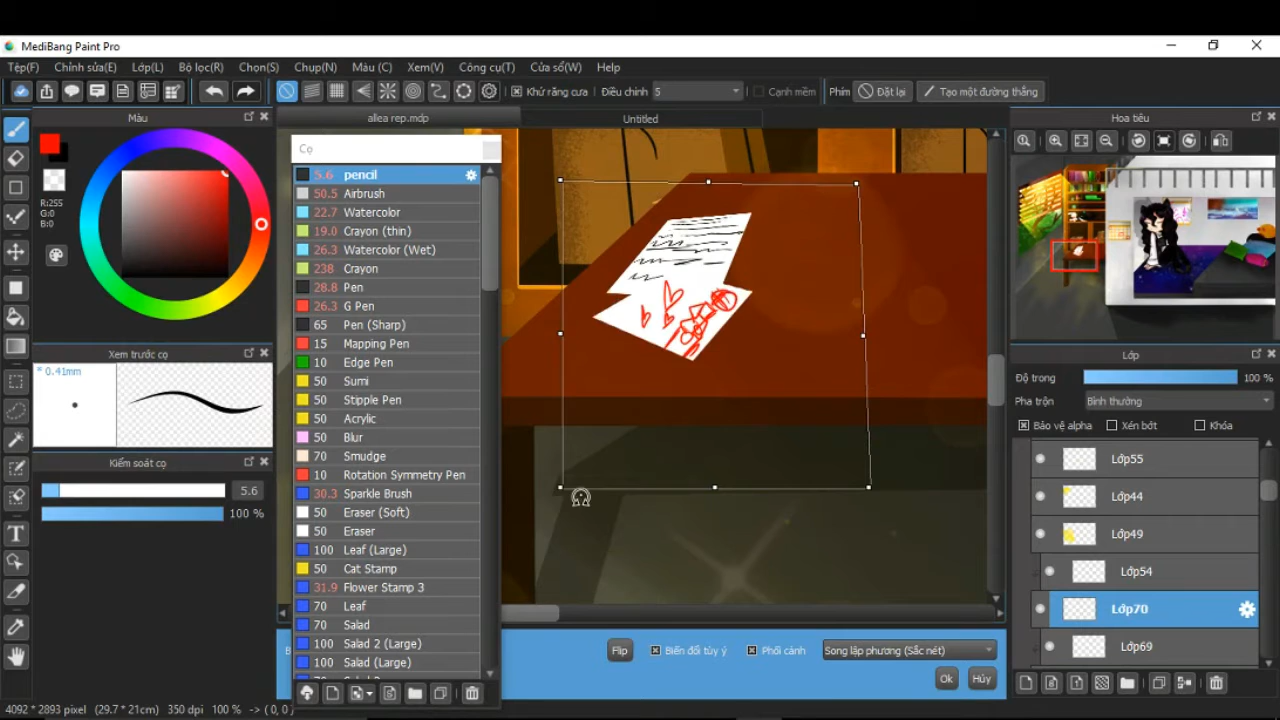 MediBang Paint Pro
Tệp(F) Chỉnh sửa(E) Lớp(L) Bộ lọc(R) Chọn(S) Chụp(N) Màu (C) Xem(V) Công cụ(T) Cửa sổ(W) Help
Khử răng cưa Điều chỉnh 5 Cạnh mềm Phím Đặt lại Tạo một đường thẳng
Màu
allea rep.mdp Untitled
Hoa tiêu
R:255
G:0
B:0
Xem trước cọ
* 0.41mm
Kiểm soát cọ
5.6
100 %
Cọ
5.6 pencil
50.5 Airbrush
22.7 Watercolor
19.0 Crayon (thin)
26.3 Watercolor (Wet)
238 Crayon
28.8 Pen
26.3 G Pen
65 Pen (Sharp)
15 Mapping Pen
10 Edge Pen
50 Sumi
50 Stipple Pen
50 Acrylic
50 Blur
70 Smudge
10 Rotation Symmetry Pen
30.3 Sparkle Brush
50 Eraser (Soft)
50 Eraser
100 Leaf (Large)
50 Cat Stamp
31.9 Flower Stamp 3
70 Leaf
70 Salad
100 Salad 2 (Large)
100 Salad (Large)
Flip Biến đổi tùy ý Phối cảnh Song lập phương (Sắc nét)
Ok Hủy
Lớp
Độ trong 100 %
Pha trộn Bình thường
Bảo vệ alpha Xén bớt Khóa
Lớp55
Lớp44
Lớp49
Lớp54
Lớp70
Lớp69
4092 * 2893 pixel (29.7 * 21cm) 350 dpi 100 % -> ( 0, 0 )